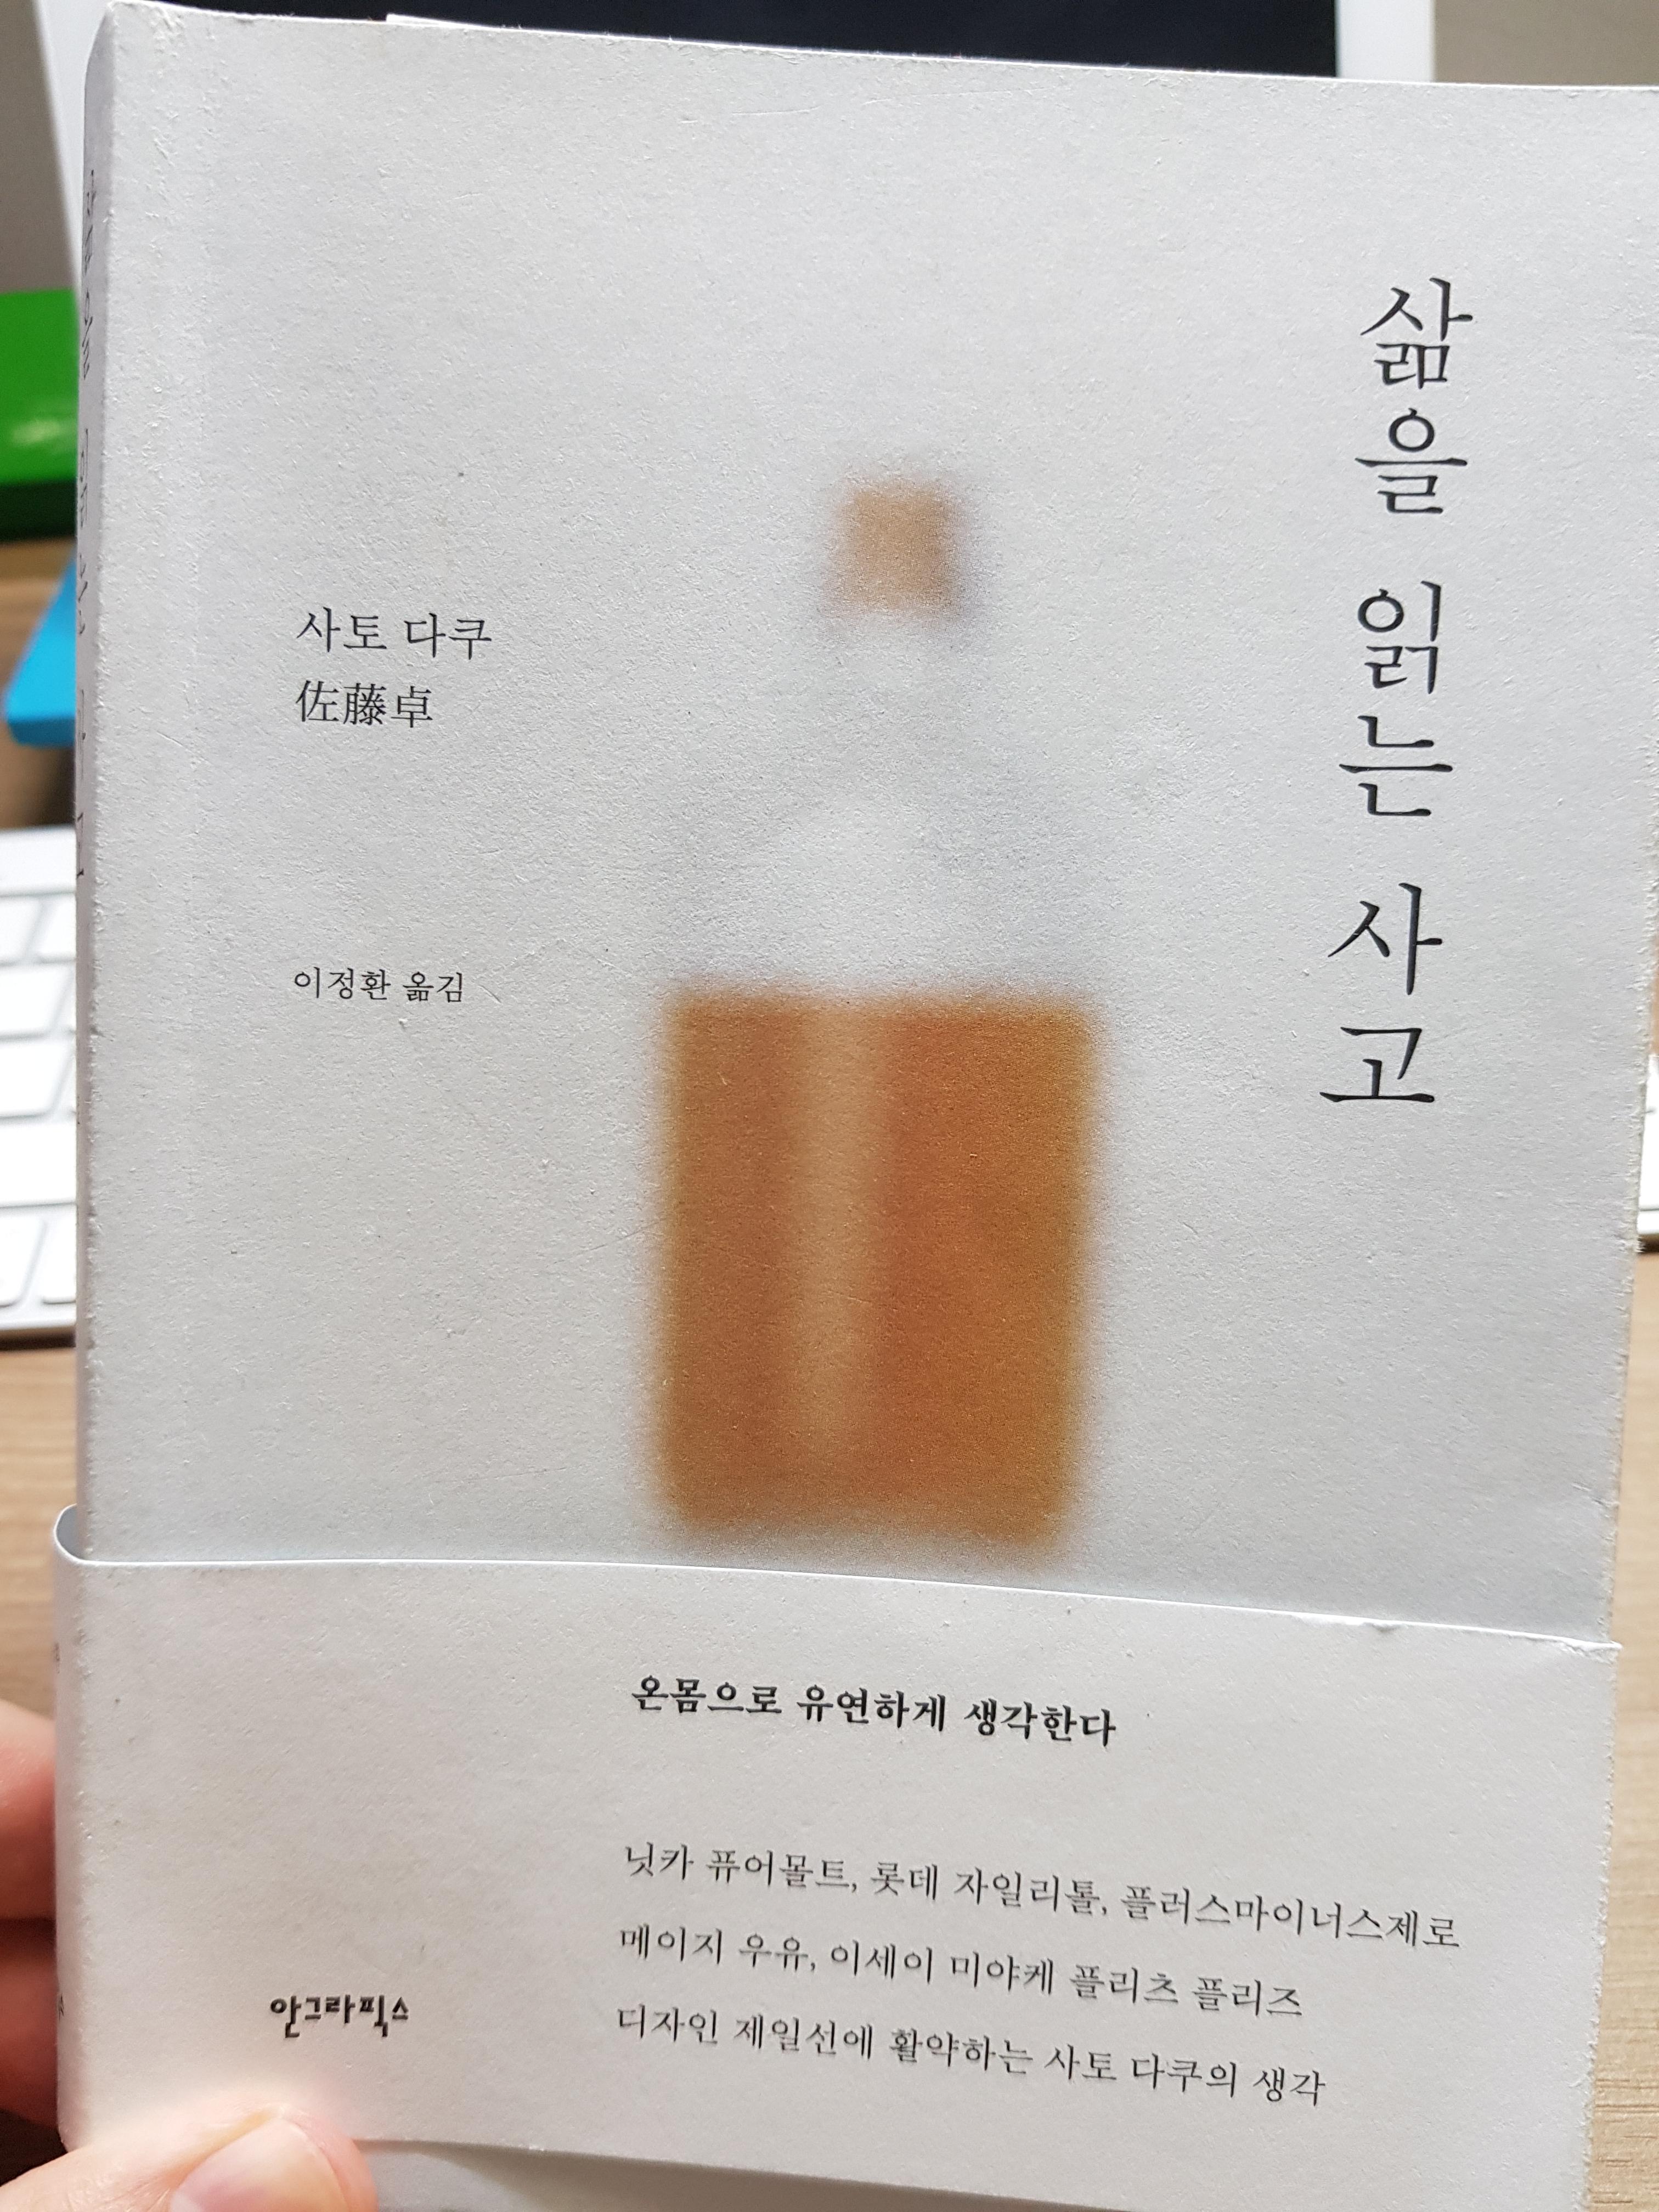 삶을 읽는 사고
사토 다쿠
佐藤卓
이정환 옮김
온몸으로 유연하게 생각한다
닛카 퓨어몰트, 롯데 자일리톨, 플러스마이너스제로
메이지 우유, 이세이 미야케 플리츠 플리즈
디자인 제일선에 활약하는 사토 다쿠의 생각
안그라픽스